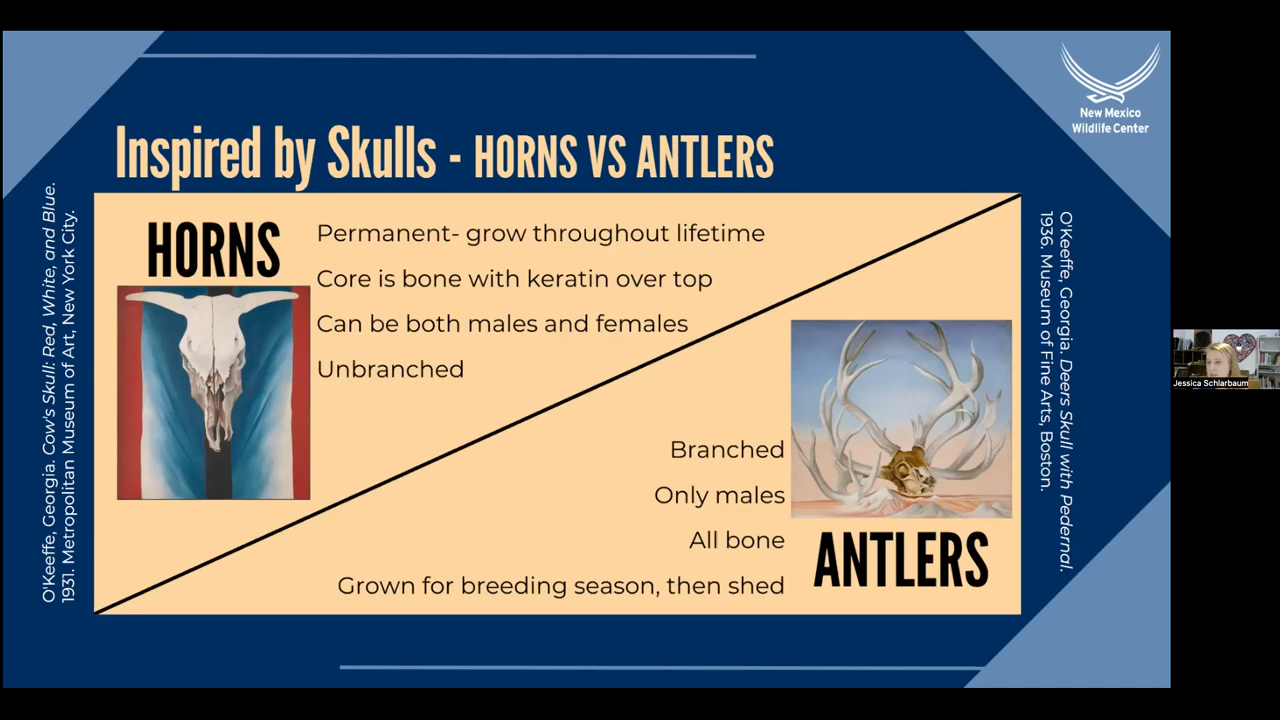 New Mexico
Wildlife Center
Inspired by Skulls - HORNS VS ANTLERS
O'Keeffe, Georgia. Cow's Skull: Red, White, and Blue.
1931. Metropolitan Museum of Art, New York City.
HORNS
Permanent- grow throughout lifetime
Core is bone with keratin over top
Can be both males and females
Unbranched
Branched
Only males
All bone
Grown for breeding season, then shed
ANTLERS
O'Keeffe, Georgia. Deers Skull with Pedernal.
1936. Museum of Fine Arts, Boston.
Jessica Schlarbaum